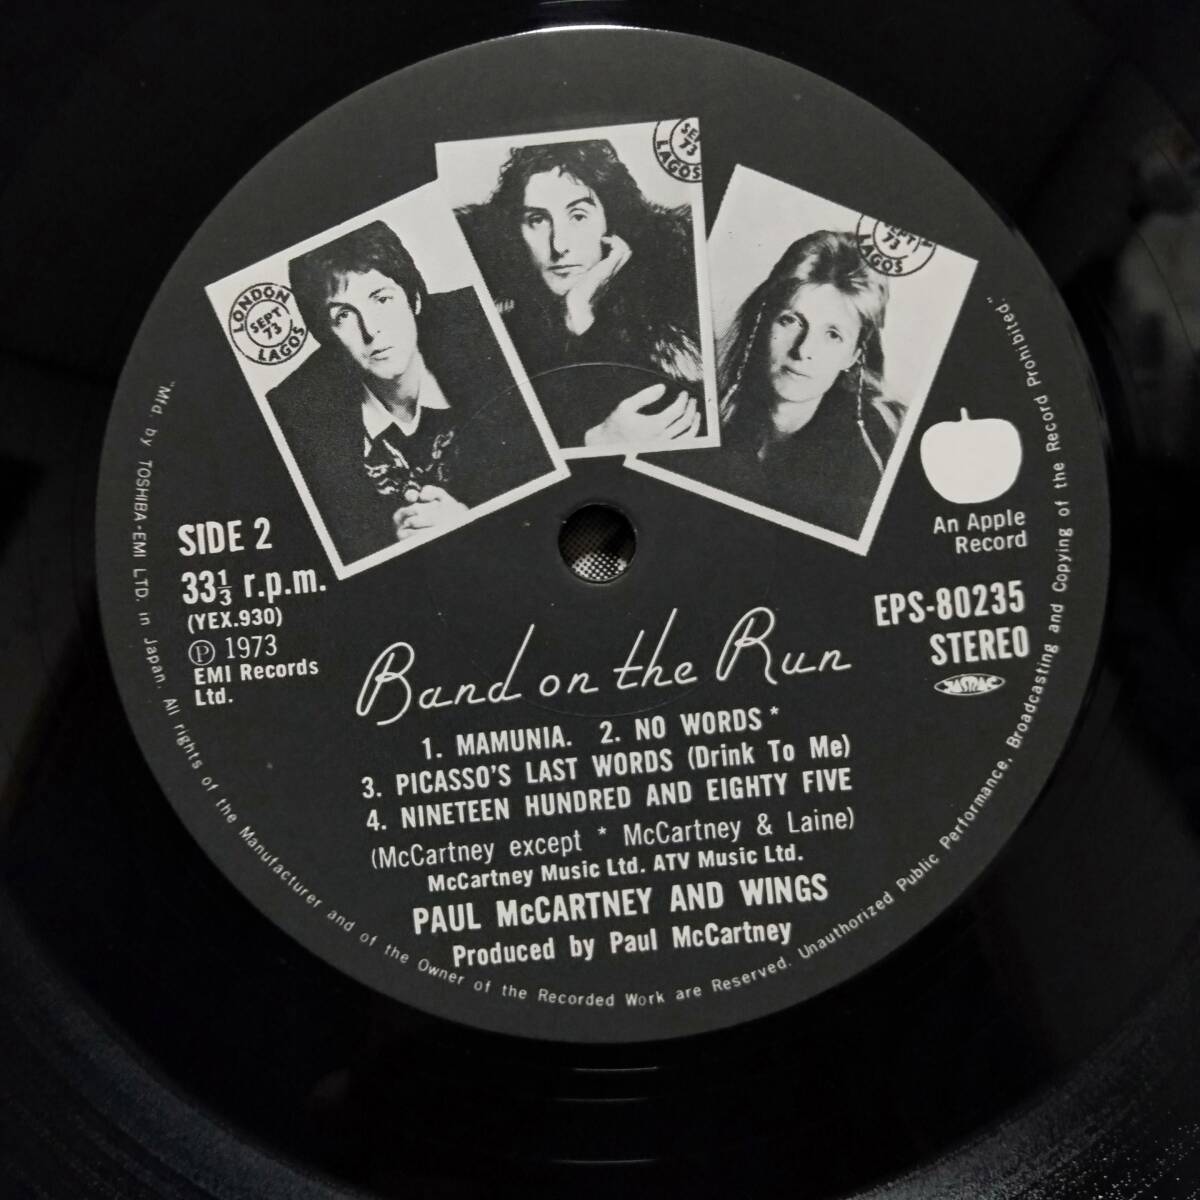 LONDON
SEPT
73
LAGOS
SE
73
LAGOS
SEPT
73
LAGOS
An Apple
Record
SIDE 2
33⅓ r.p.m.
(YEX.930)
Ⓟ 1973
EMI Records
Ltd.
EPS-80235
STEREO
JASRAC
Band on the Run
1. MAMUNIA. 2. NO WORDS*
3. PICASSO'S LAST WORDS (Drink To Me)
4. NINETEEN HUNDRED AND EIGHTY FIVE
(McCartney except * McCartney & Laine)
McCartney Music Ltd. ATV Music Ltd.
PAUL McCARTNEY AND WINGS
Produced by Paul McCartney
"Mfd. by TOSHIBA-EMI LTD. in Japan. All rights of the Manufacturer and of the Owner of the Recorded Work are Reserved. Unauthorized Public Performance, Broadcasting and Copying of the Record Prohibited."